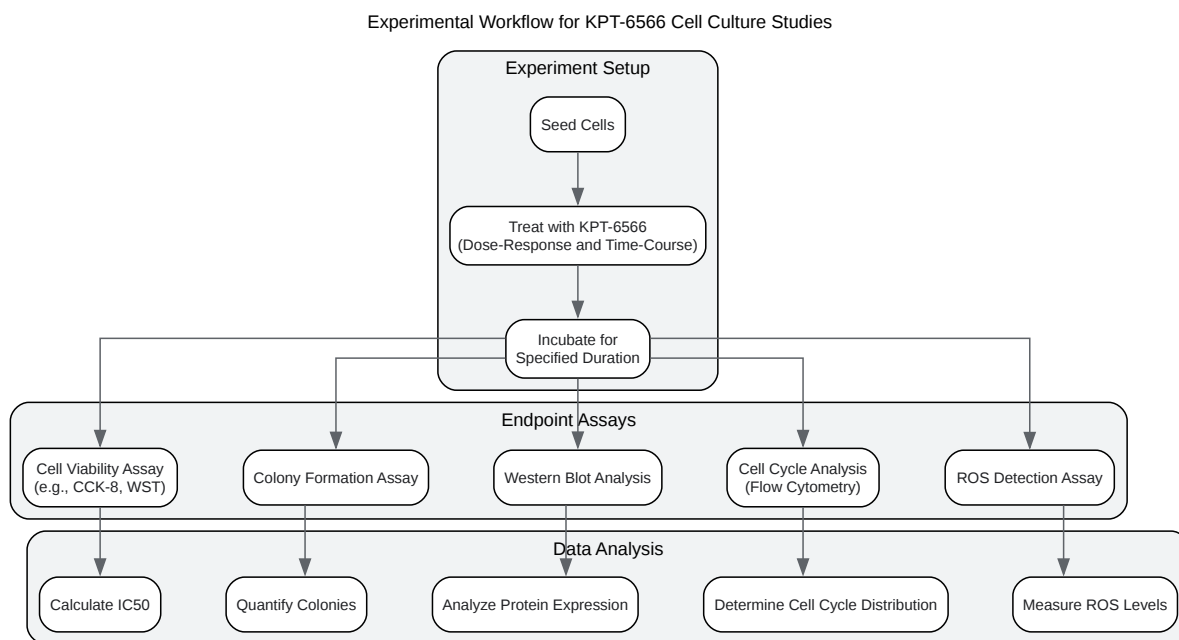 Experimental Workflow for KPT-6566 Cell Culture Studies
Experiment Setup
Seed Cells
Treat with KPT-6566
(Dose-Response and Time-Course)
Incubate for
Specified Duration
Endpoint Assays
Cell Viability Assay
(e.g., CCK-8, WST)
Colony Formation Assay
Western Blot Analysis
Cell Cycle Analysis
(Flow Cytometry)
ROS Detection Assay
Data Analysis
Calculate IC50
Quantify Colonies
Analyze Protein Expression
Determine Cell Cycle Distribution
Measure ROS Levels